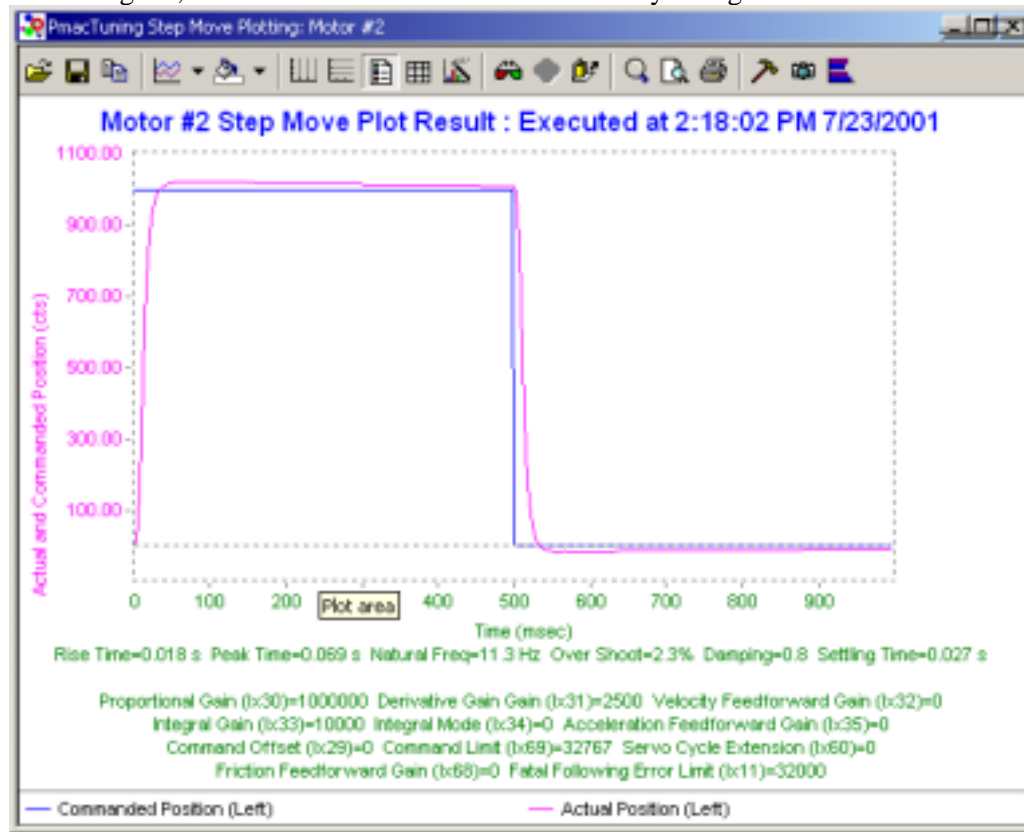 PmacTuning Step Move Plotting: Motor #2
Motor #2 Step Move Plot Result : Executed at 2:18:02 PM 7/23/2001
1100.00
900.00
700.00
500.00
300.00
100.00
Actual and Commanded Position (cts)
0 100 200 400 500 600 700 800 900
Plot area
Time (msec)
Rise Time=0.018 s Peak Time=0.069 s Natural Freq=11.3 Hz Over Shoot=2.3% Damping=0.8 Settling Time=0.027 s
Proportional Gain (Ix30)=1000000 Derivative Gain Gain (Ix31)=2500 Velocity Feedforward Gain (Ix32)=0
Integral Gain (Ix33)=10000 Integral Mode (Ix34)=0 Acceleration Feedforward Gain (Ix35)=0
Command Offset (Ix29)=0 Command Limit (Ix69)=32767 Servo Cycle Extension (Ix60)=0
Friction Feedforward Gain (Ix68)=0 Fatal Following Error Limit (Ix11)=32000
Commanded Position (Left) Actual Position (Left)